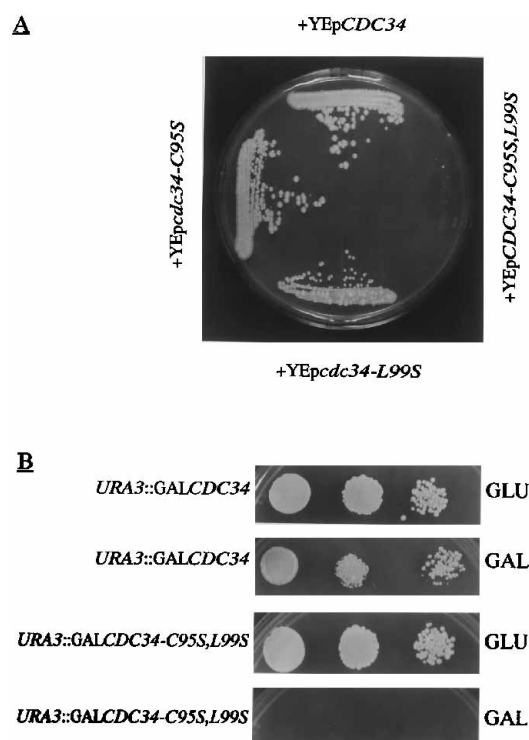 A
+YEpCDC34
+YEpcdc34-C95S
+YEpCDC34-C95S,L99S
+YEpcdc34-L99S
B
URA3::GALCDC34
GLU
URA3::GALCDC34
GAL
URA3::GALCDC34-C95S,L99S
GLU
URA3::GALCDC34-C95S,L99S
GAL